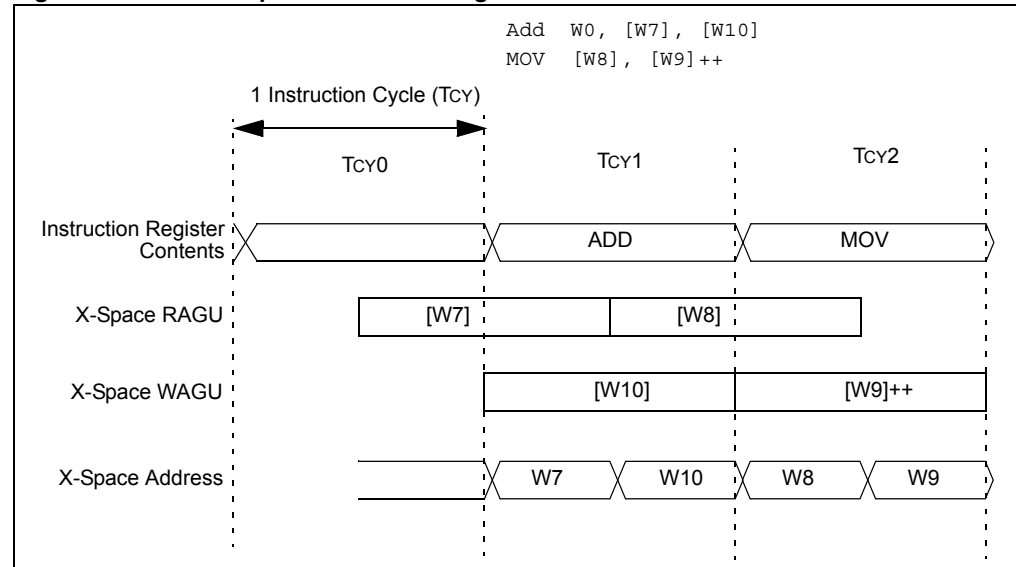 Add W0, [W7], [W10]
MOV [W8], [W9]++
1 Instruction Cycle (TCY)
TCY0 TCY1 TCY2
Instruction Register
Contents
ADD MOV
X-Space RAGU [W7] [W8]
X-Space WAGU [W10] [W9]++
X-Space Address W7 W10 W8 W9